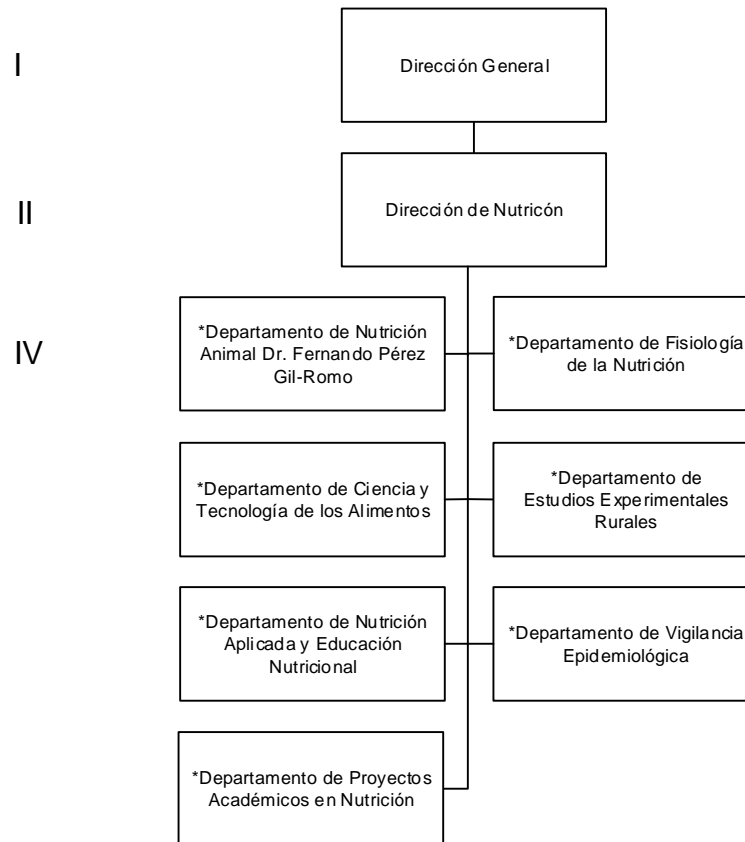 I
Dirección General
II
Dirección de Nutricón
IV
*Departamento de Nutrición
Animal Dr. Fernando Pérez
Gil-Romo
*Departamento de Fisiología
de la Nutrición
*Departamento de Ciencia y
Tecnología de los Alimentos
*Departamento de
Estudios Experimentales
Rurales
*Departamento de Nutrición
Aplicada y Educación
Nutricional
*Departamento de Vigilancia
Epidemiológica
*Departamento de Proyectos
Académicos en Nutrición